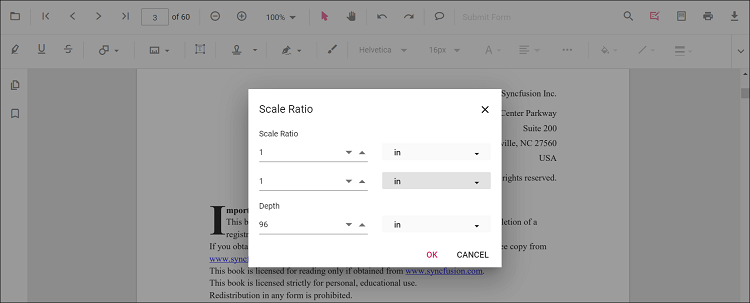 3 of 60 100% Submit Form
Helvetica 16px
Syncfusion Inc.
Center Parkway
Suite 200
ville, NC 27560
USA
rights reserved.
Scale Ratio
Scale Ratio
1 in
1 in
Depth
96 in
OK CANCEL
Import
This b letion of a
registr
If you obta ee copy from
www.syncf
This book is licensed for reading only if obtained from www.syncfusion.com.
This book is licensed strictly for personal, educational use.
Redistribution in any form is prohibited.